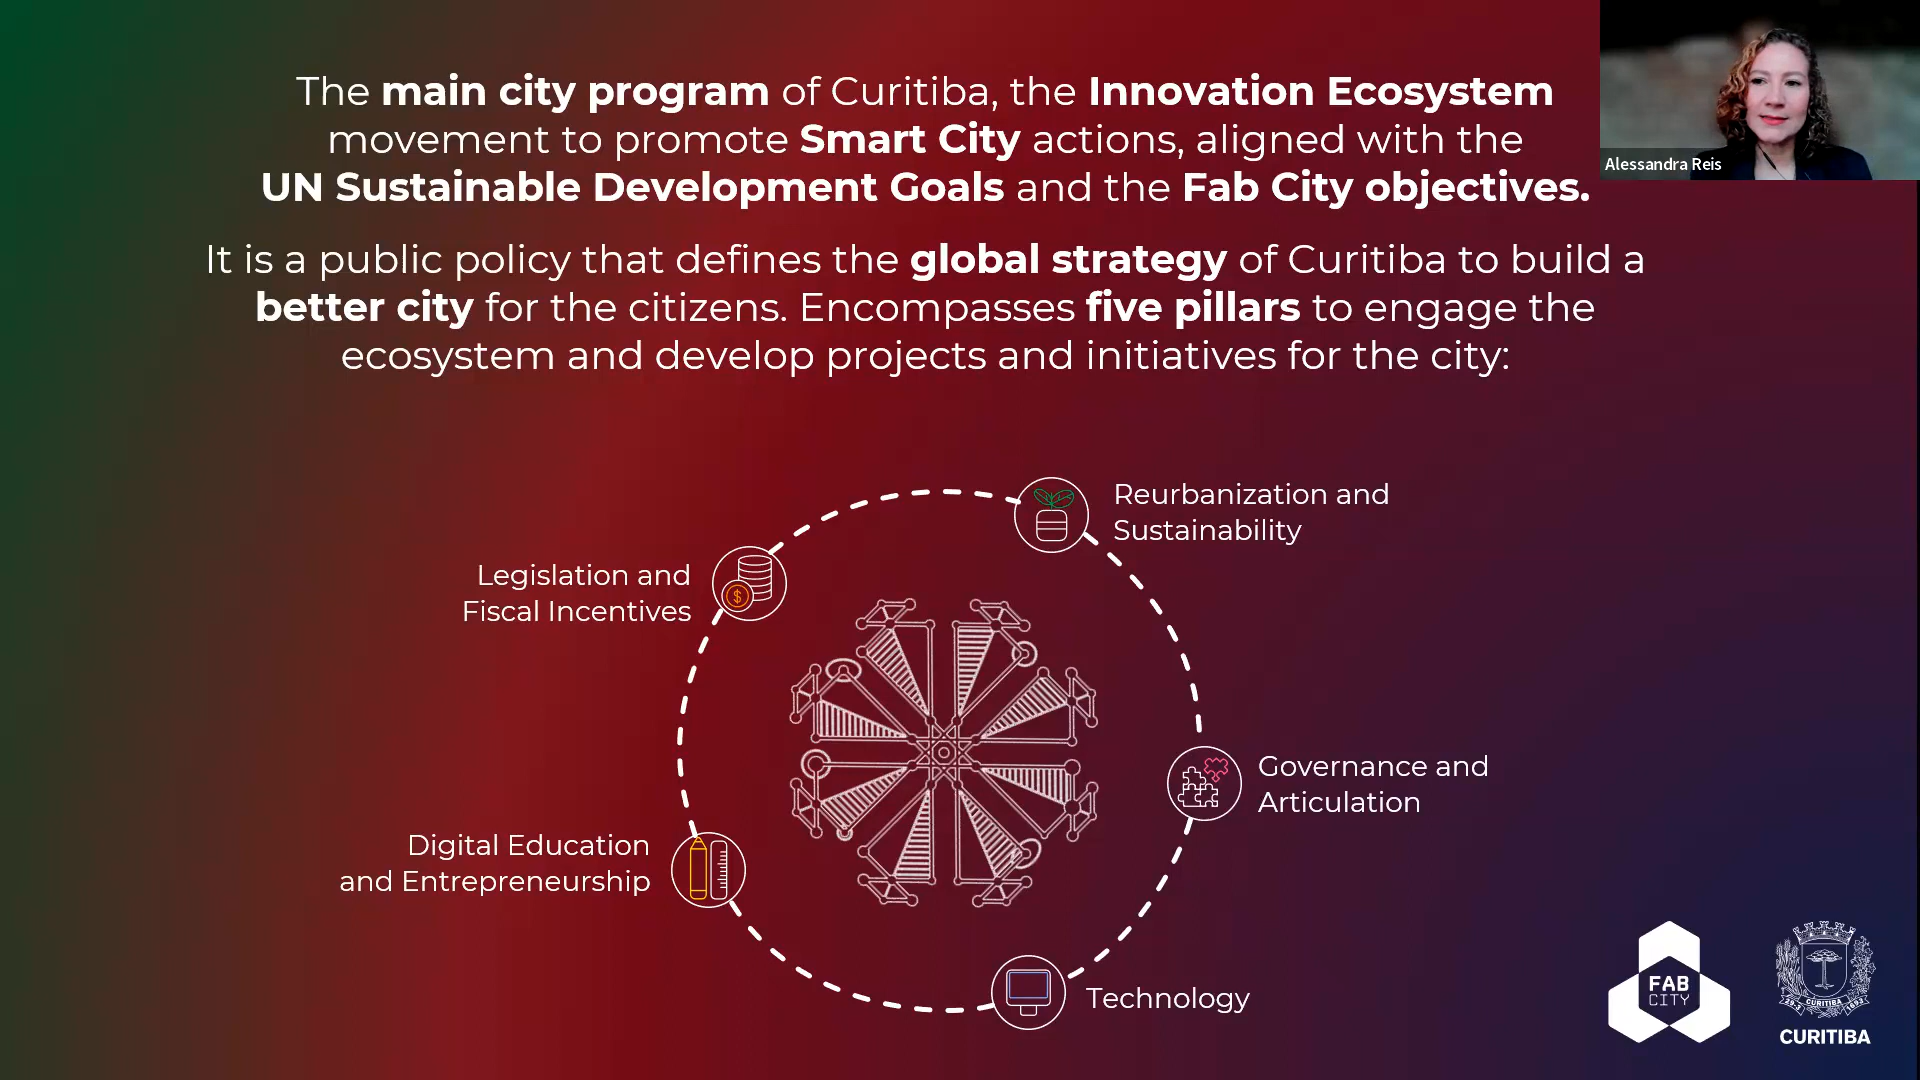 The main city program of Curitiba, the Innovation Ecosystem
movement to promote Smart City actions, aligned with the
UN Sustainable Development Goals and the Fab City objectives.
It is a public policy that defines the global strategy of Curitiba to build a
better city for the citizens. Encompasses five pillars to engage the
ecosystem and develop projects and initiatives for the city:
Alessandra Reis
Reurbanization and
Sustainability
Legislation and
Fiscal Incentives
$
Governance and
Articulation
Digital Education
and Entrepreneurship
Technology
FAB
CITY
29-3 CURITIBA 1693
CURITIBA